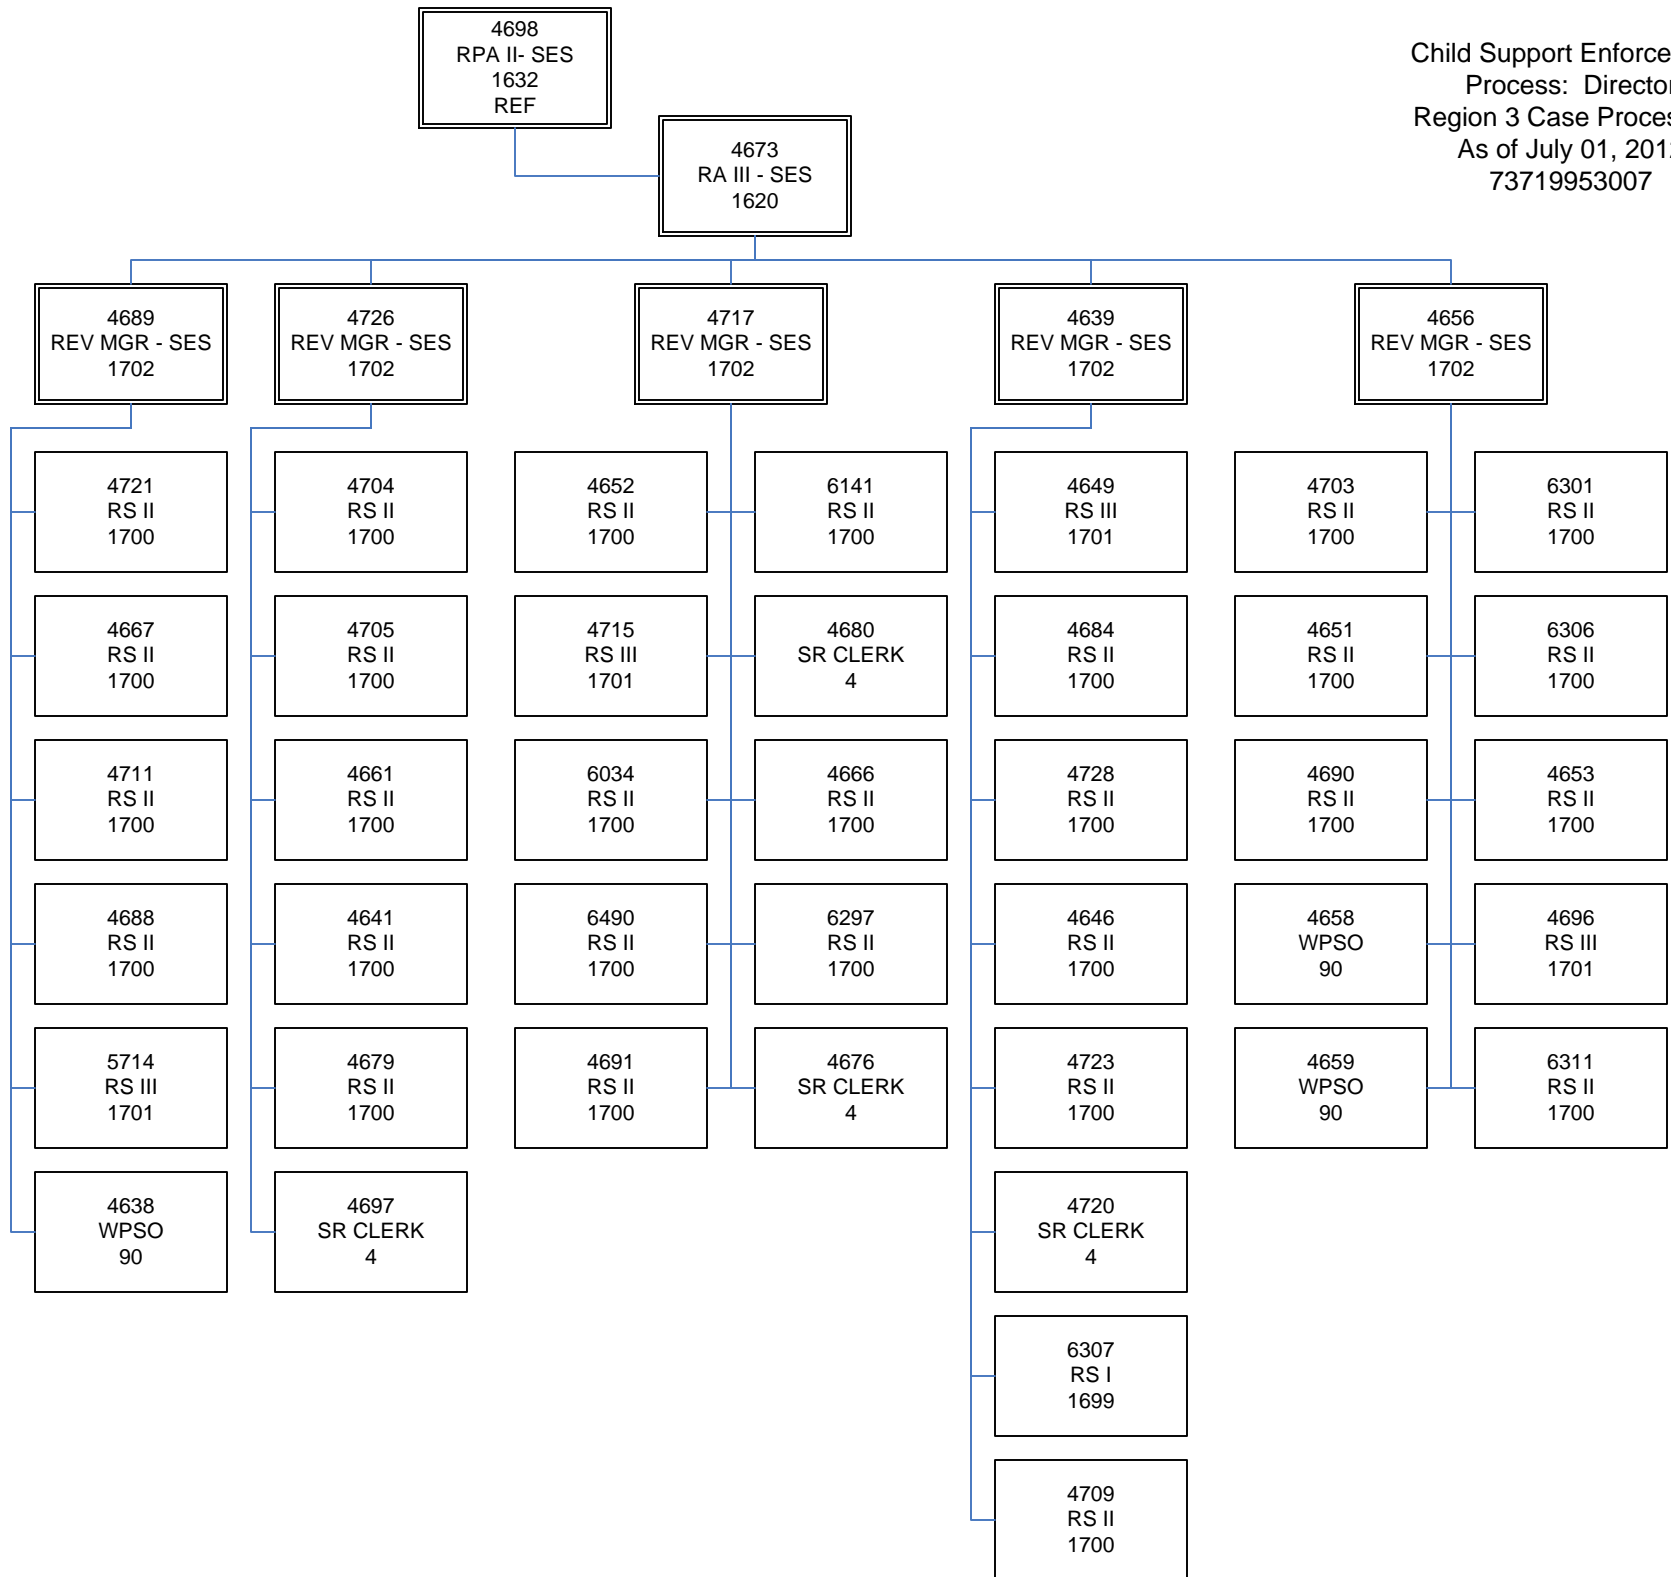 4698
RPA II- SES
1632
REF
Child Support
Process:
Region 3 Case
As of July 01,
73719953007
4673
RA III - SES
1620
4689
REV MGR - SES
1702
4726
REV MGR - SES
1702
4717
REV MGR - SES
1702
4639
REV MGR - SES
1702
4656
REV MGR - SES
1702
4721
RS II
1700
4667
RS II
1700
4711
RS II
1700
4688
RS II
1700
5714
RS III
1701
4638
WPSO
90
4704
RS II
1700
4705
RS II
1700
4661
RS II
1700
4641
RS II
1700
4679
RS II
1700
4697
SR CLERK
4
4652
RS II
1700
4715
RS III
1701
6034
RS II
1700
6490
RS II
1700
4691
RS II
1700
6141
RS II
1700
4680
SR CLERK
4
4666
RS II
1700
6297
RS II
1700
4676
SR CLERK
4
4649
RS III
1701
4684
RS II
1700
4728
RS II
1700
4646
RS II
1700
4723
RS II
1700
4720
SR CLERK
4
6307
RS I
1699
4709
RS II
1700
4703
RS II
1700
4651
RS II
1700
4690
RS II
1700
4658
WPSO
90
4659
WPSO
90
6301
RS II
1700
6306
RS II
1700
4653
RS II
1700
4696
RS III
1701
6311
RS II
1700